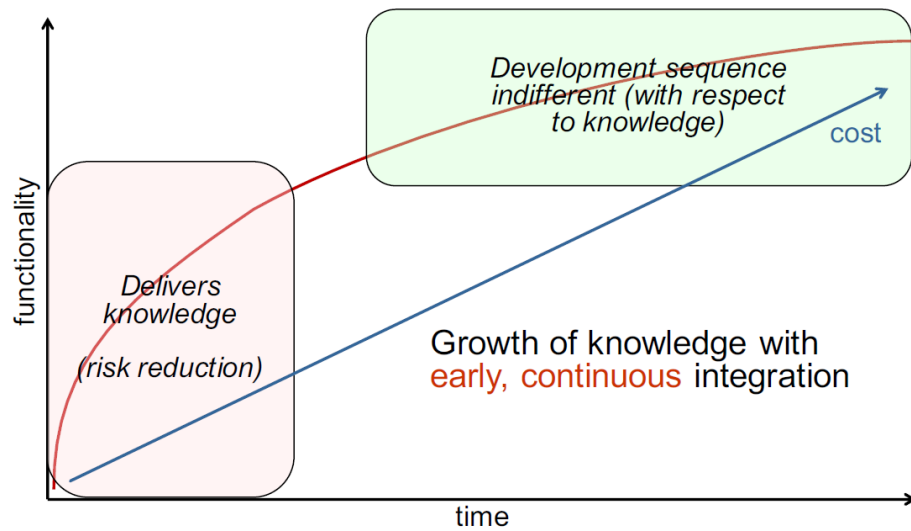 Development sequence
indifferent (with respect
to knowledge)
cost
functionality
Delivers
knowledge
(risk reduction)
Growth of knowledge with
early, continuous integration
time